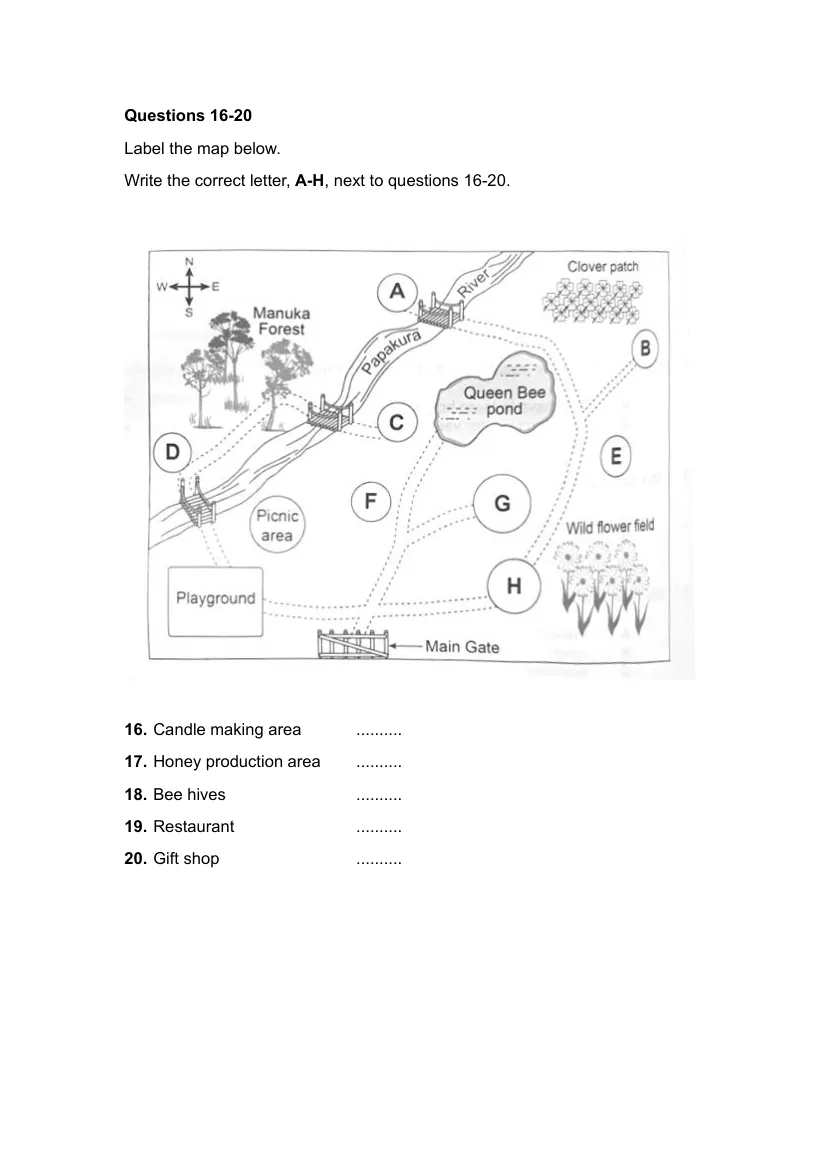 Questions 16-20
Label the map below.
Write the correct letter, A-H, next to questions 16-20.
N
W E
S
Manuka
Forest
A
River
Papakura
Clover patch
B
Queen Bee
pond
C
D
E
F
G
Picnic
area
Wild flower field
H
Playground
Main Gate
16. Candle making area ..........
17. Honey production area ..........
18. Bee hives ..........
19. Restaurant ..........
20. Gift shop ..........